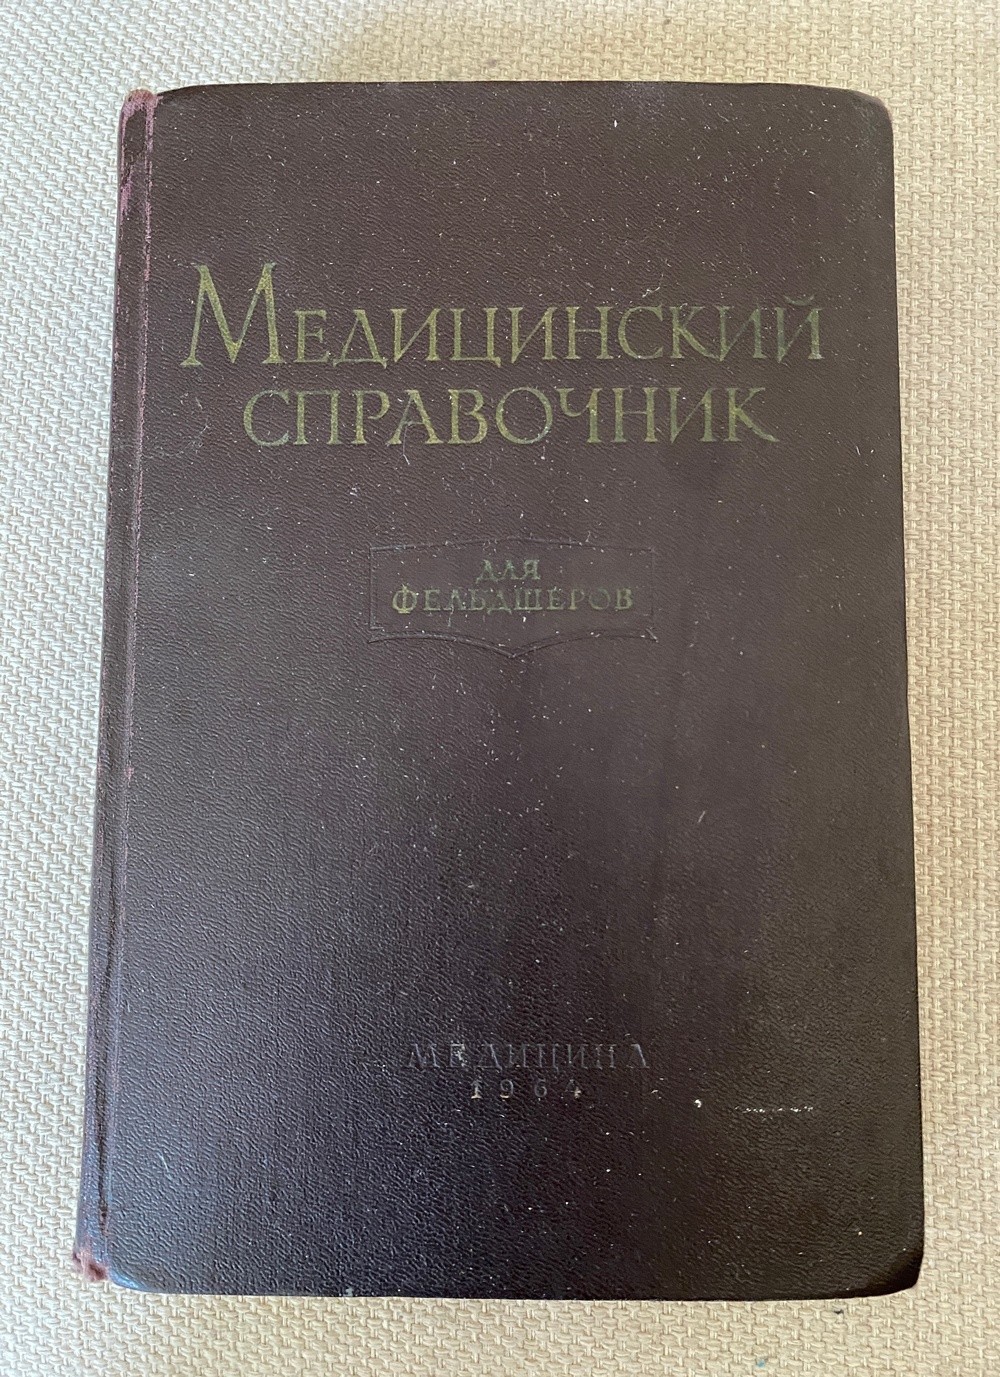 Медицинский
справочник
для
фельдшеров
Медицина
1964